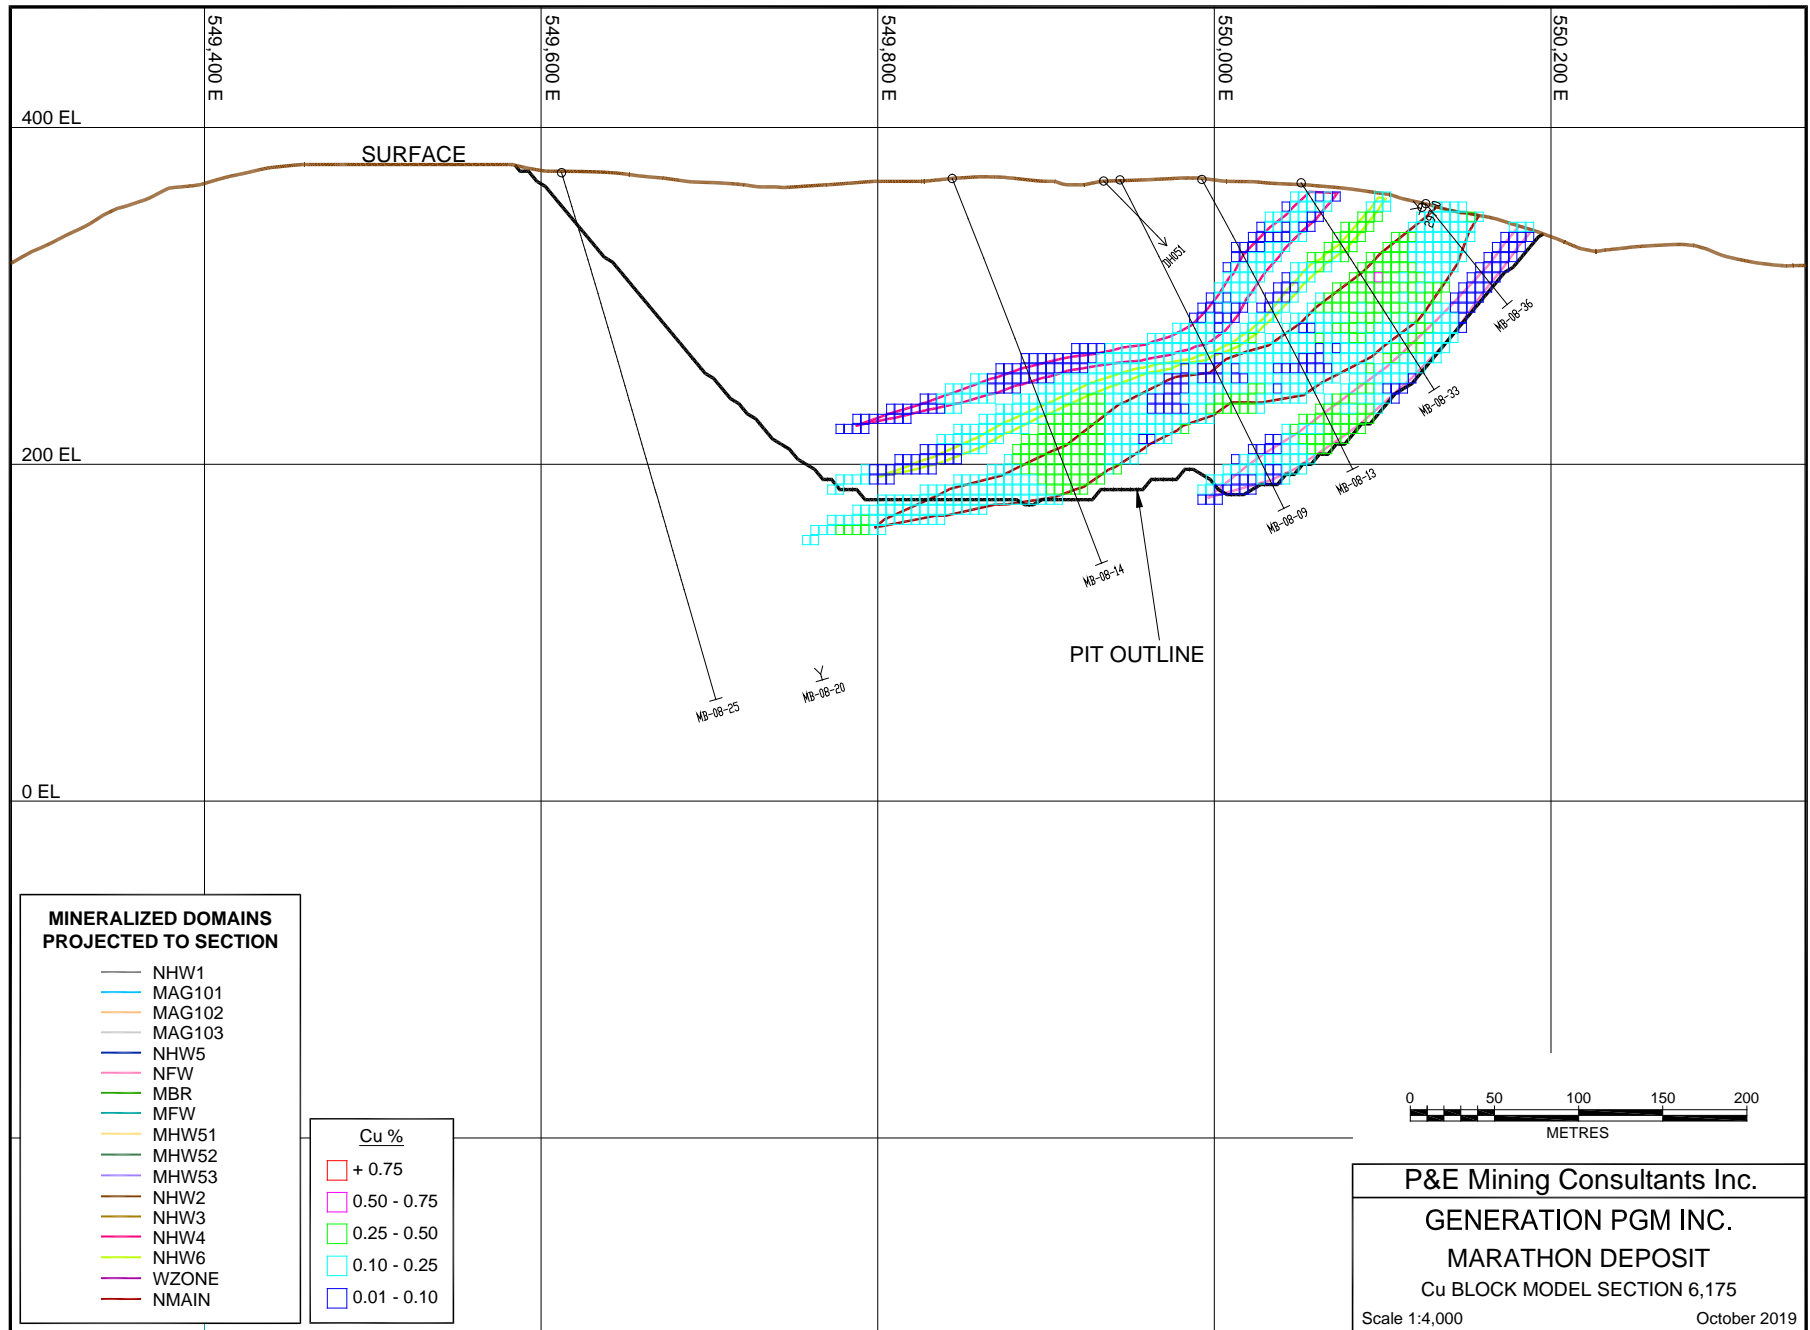 549,400 E
549,600 E
549,800 E
550,000 E
550,200 E
400 EL
SURFACE
DH051
MB-08-36
MB-08-33
200 EL
MB-08-13
MB-08-09
MB-08-14
PIT OUTLINE
MB-08-20
MB-08-25
0 EL
MINERALIZED DOMAINS
PROJECTED TO SECTION
NHW1
MAG101
MAG102
MAG103
NHW5
NFW
MBR
MFW
MHW51
MHW52
MHW53
NHW2
NHW3
NHW4
NHW6
WZONE
NMAIN
Cu %
+ 0.75
0.50 - 0.75
0.25 - 0.50
0.10 - 0.25
0.01 - 0.10
0 50 100 150 200
METRES
P&E Mining Consultants Inc.
GENERATION PGM INC.
MARATHON DEPOSIT
Cu BLOCK MODEL SECTION 6,175
Scale 1:4,000 October 2019